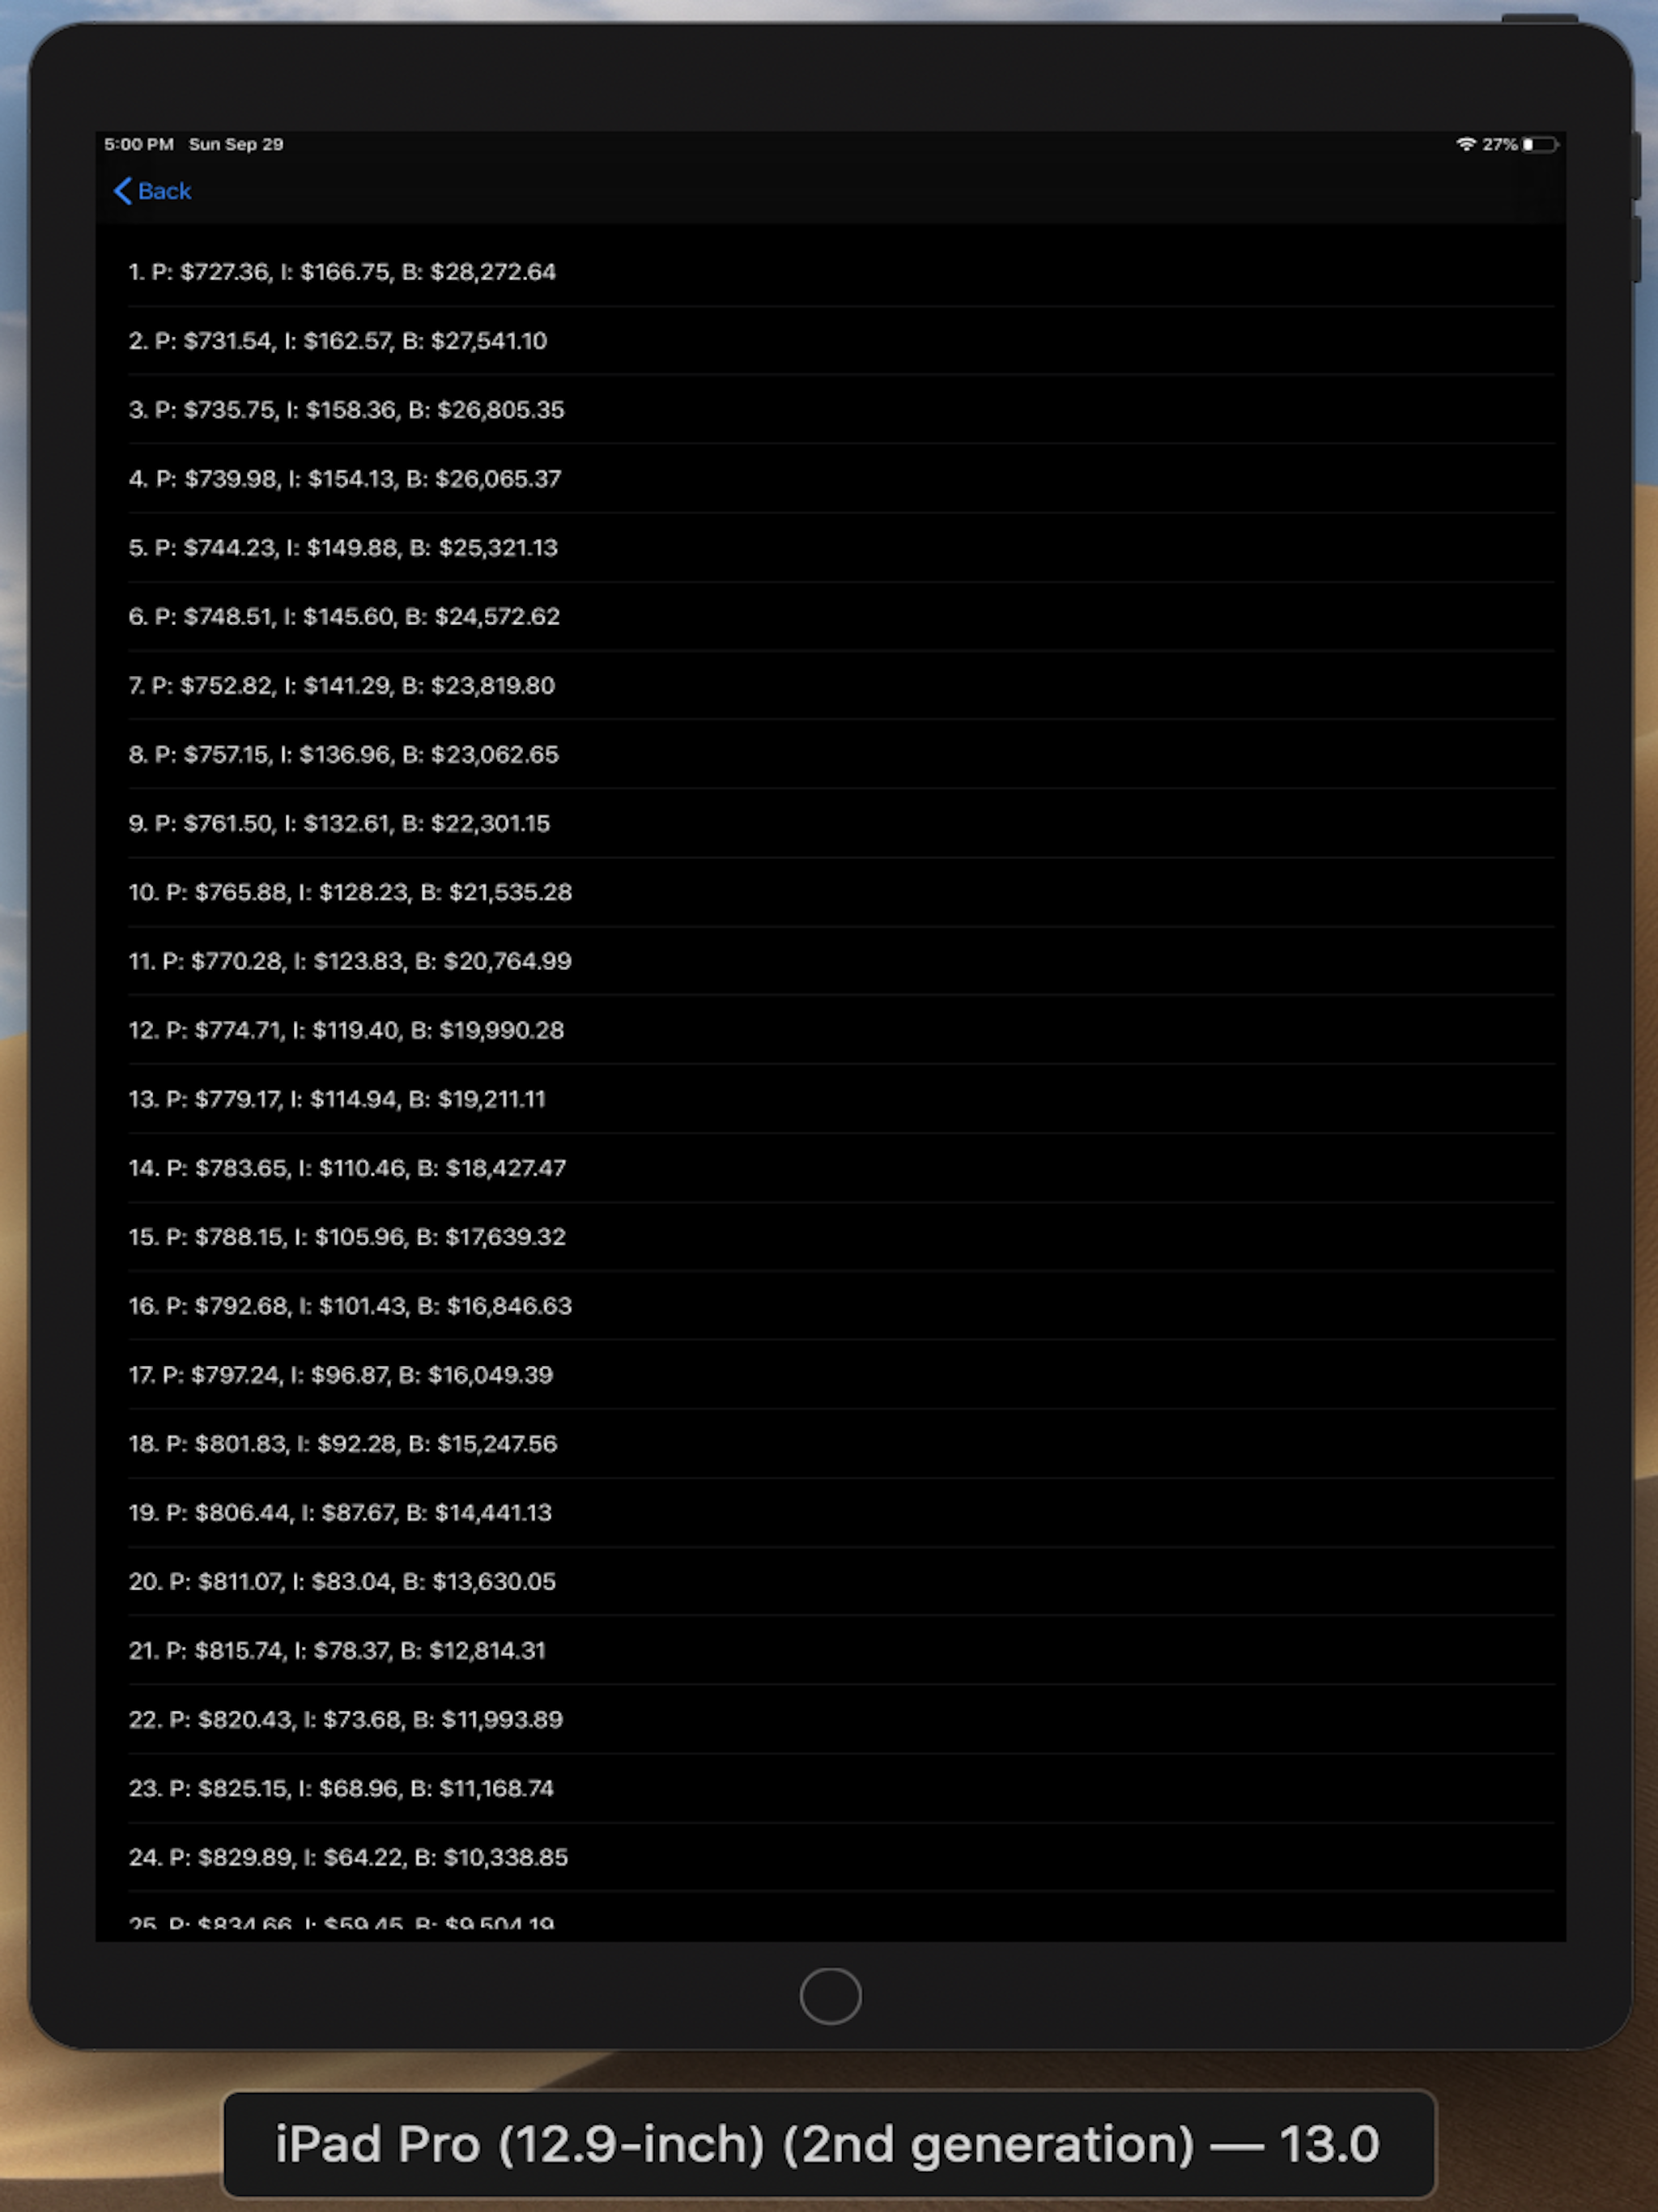 5:00 PM Sun Sep 29 27%
Back
1. P: $727.36, I: $166.75, B: $28,272.64
2. P: $731.54, I: $162.57, B: $27,541.10
3. P: $735.75, I: $158.36, B: $26,805.35
4. P: $739.98, I: $154.13, B: $26,065.37
5. P: $744.23, I: $149.88, B: $25,321.13
6. P: $748.51, I: $145.60, B: $24,572.62
7. P: $752.82, I: $141.29, B: $23,819.80
8. P: $757.15, I: $136.96, B: $23,062.65
9. P: $761.50, I: $132.61, B: $22,301.15
10. P: $765.88, I: $128.23, B: $21,535.28
11. P: $770.28, I: $123.83, B: $20,764.99
12. P: $774.71, I: $119.40, B: $19,990.28
13. P: $779.17, I: $114.94, B: $19,211.11
14. P: $783.65, I: $110.46, B: $18,427.47
15. P: $788.15, I: $105.96, B: $17,639.32
16. P: $792.68, I: $101.43, B: $16,846.63
17. P: $797.24, I: $96.87, B: $16,049.39
18. P: $801.83, I: $92.28, B: $15,247.56
19. P: $806.44, I: $87.67, B: $14,441.13
20. P: $811.07, I: $83.04, B: $13,630.05
21. P: $815.74, I: $78.37, B: $12,814.31
22. P: $820.43, I: $73.68, B: $11,993.89
23. P: $825.15, I: $68.96, B: $11,168.74
24. P: $829.89, I: $64.22, B: $10,338.85
25. P: $834.66, I: $59.45, B: $9,504.19
iPad Pro (12.9-inch) (2nd generation) — 13.0